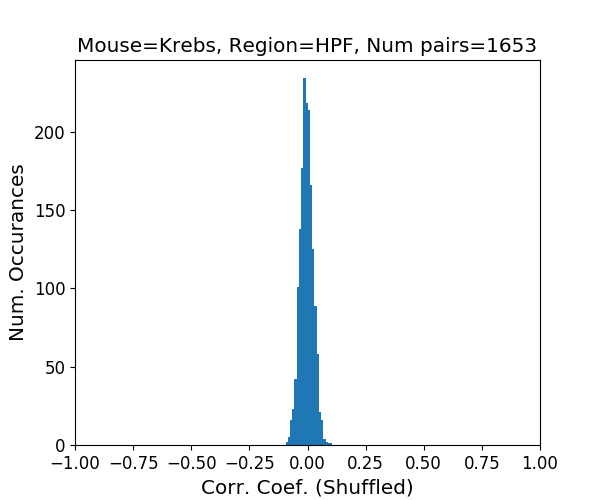 Mouse=Krebs, Region=HPF, Num pairs=1653
Num. Occurances
200
150
100
50
0
−1.00 −0.75 −0.50 −0.25 0.00 0.25 0.50 0.75 1.00
Corr. Coef. (Shuffled)